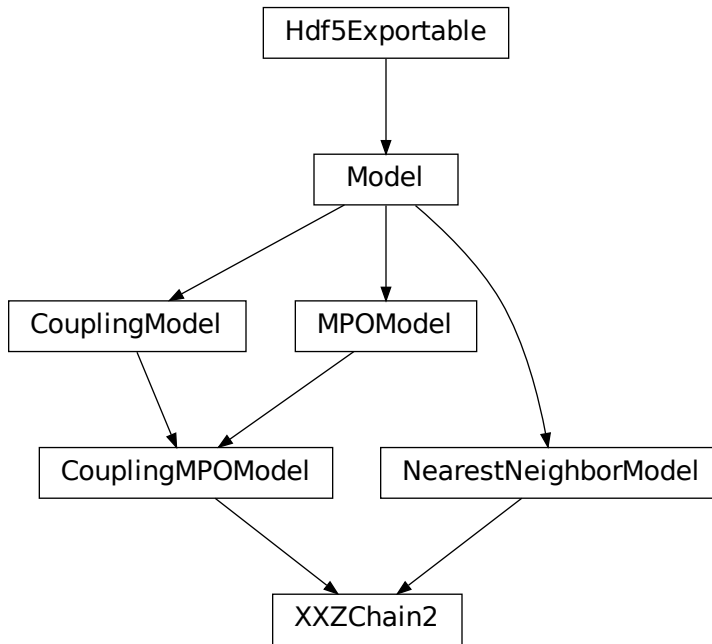 Hdf5Exportable
Model
CouplingModel
MPOModel
CouplingMPOModel
NearestNeighborModel
XXZChain2